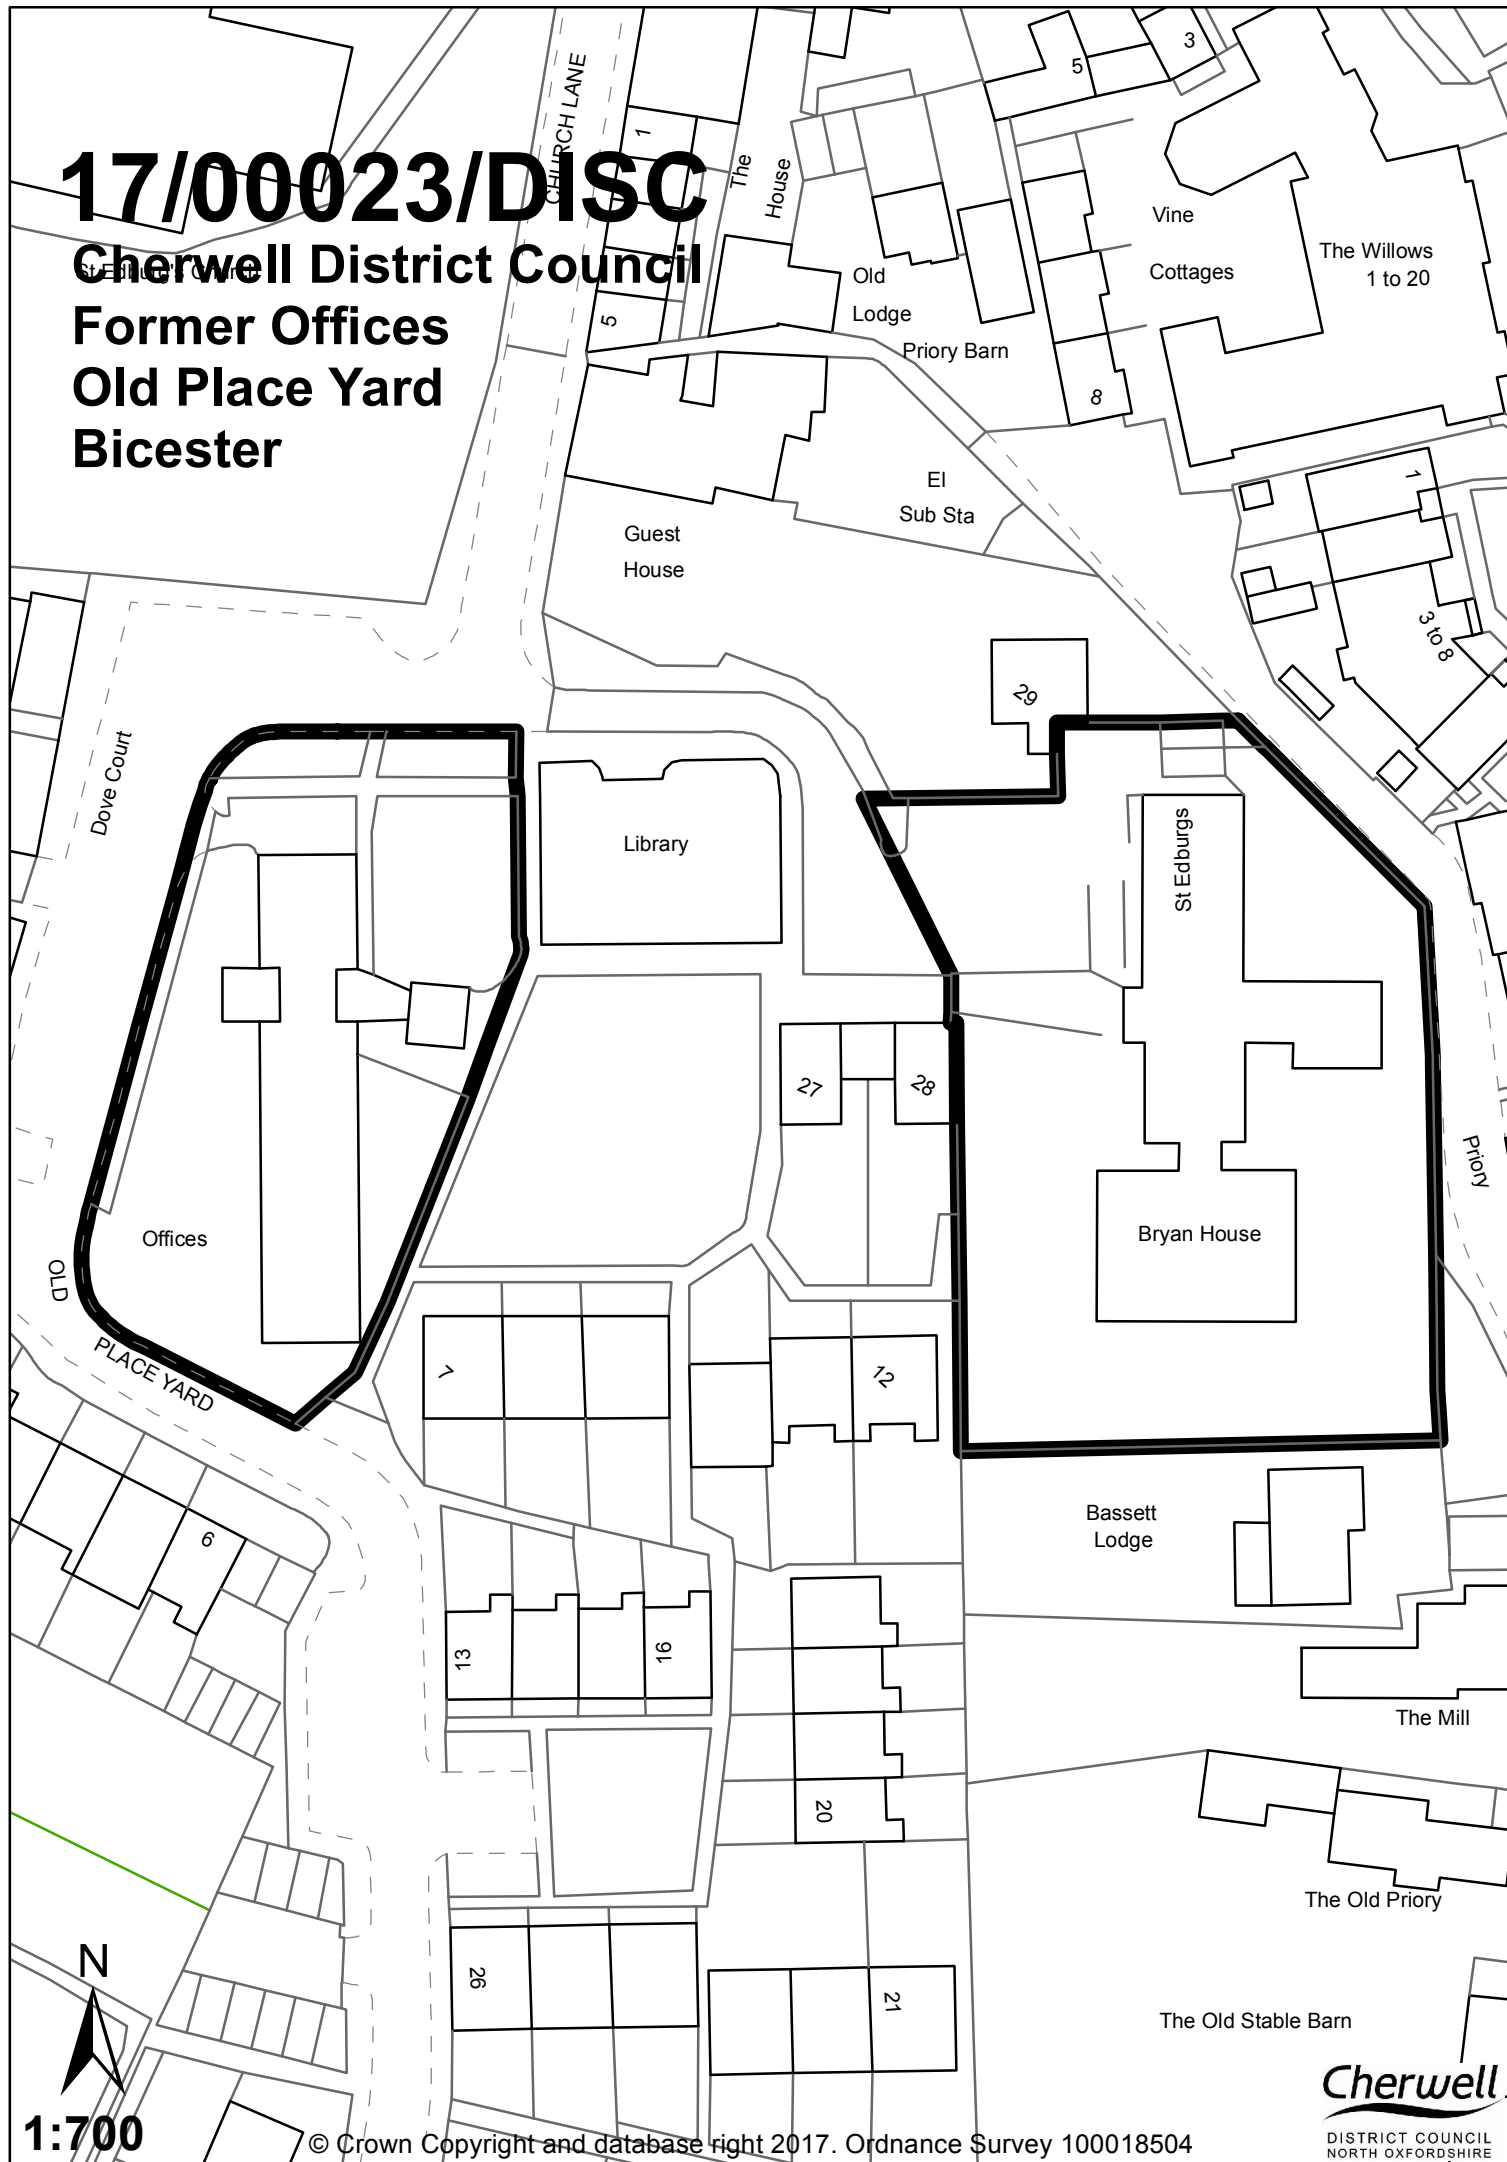 17/00023/DISC
Cherwell District Council
Former Offices
Old Place Yard
Bicester
St Edburg's Church
CHURCH LANE
1
5
The
House
5
3
Old
Lodge
Priory Barn
Vine
Cottages
8
The Willows
1 to 20
El
Sub Sta
Guest
House
1
3 to 8
29
Dove Court
Library
St Edburgs
27
28
Priory
Offices
Bryan House
OLD
PLACE YARD
7
12
6
Bassett
Lodge
13
16
The Mill
20
The Old Priory
26
21
The Old Stable Barn
N
1:700
© Crown Copyright and database right 2017. Ordnance Survey 100018504
Cherwell
DISTRICT COUNCIL
NORTH OXFORDSHIRE